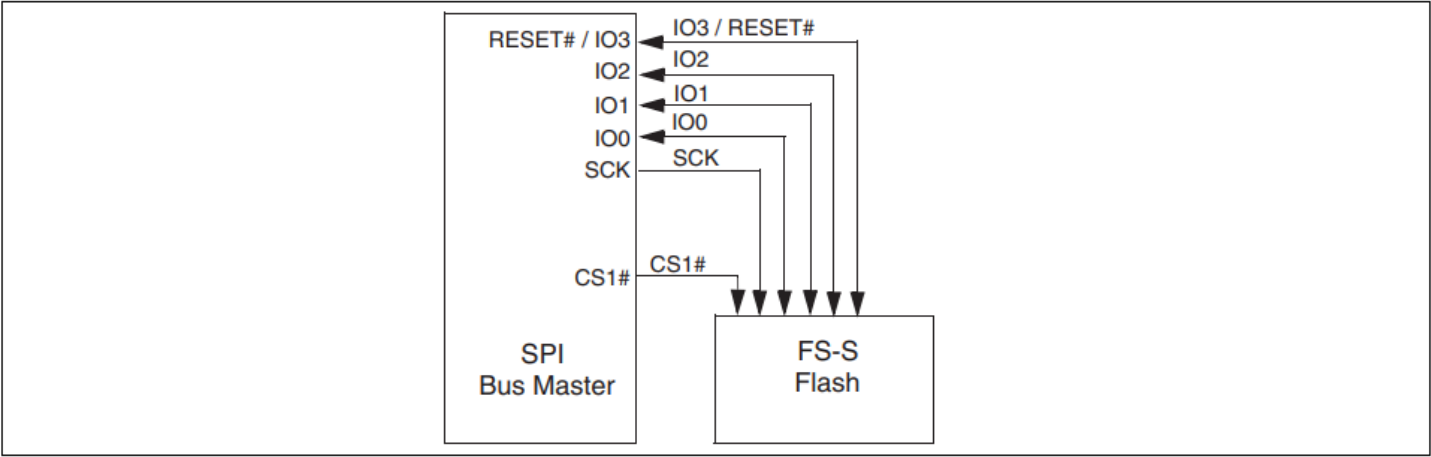 RESET# / IO3
IO3 / RESET#
IO2
IO2
IO1
IO1
IO0
IO0
SCK
SCK
CS1#
CS1#
SPI
Bus Master
FS-S
Flash